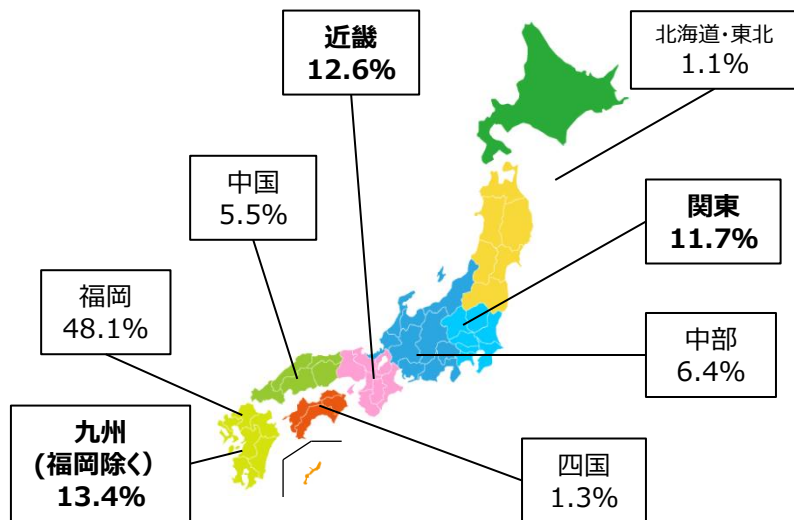 近畿
12.6%
北海道・東北
1.1%
中国
5.5%
関東
11.7%
福岡
48.1%
中部
6.4%
九州
(福岡除く)
13.4%
四国
1.3%